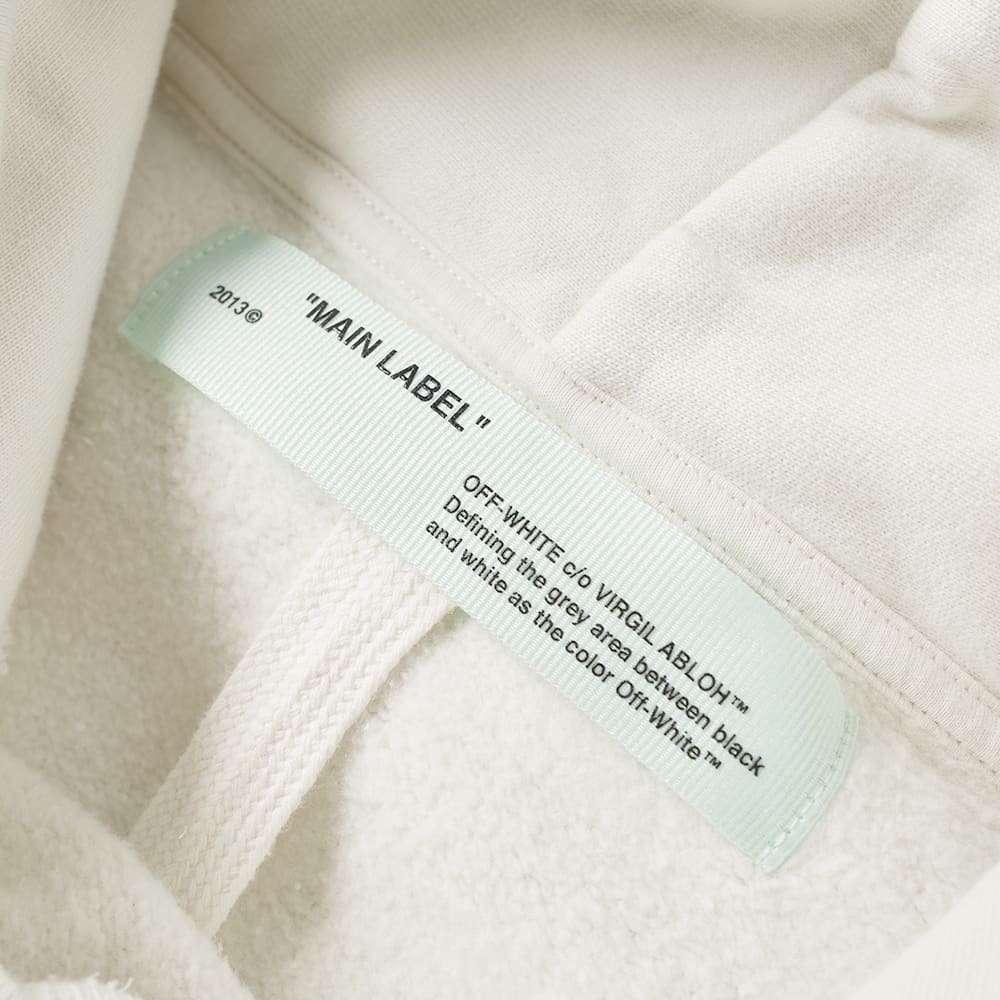 2013©
"MAIN LABEL"
OFF-WHITE c/o VIRGIL ABLOH™
Defining the grey area between black
and white as the color Off-White™